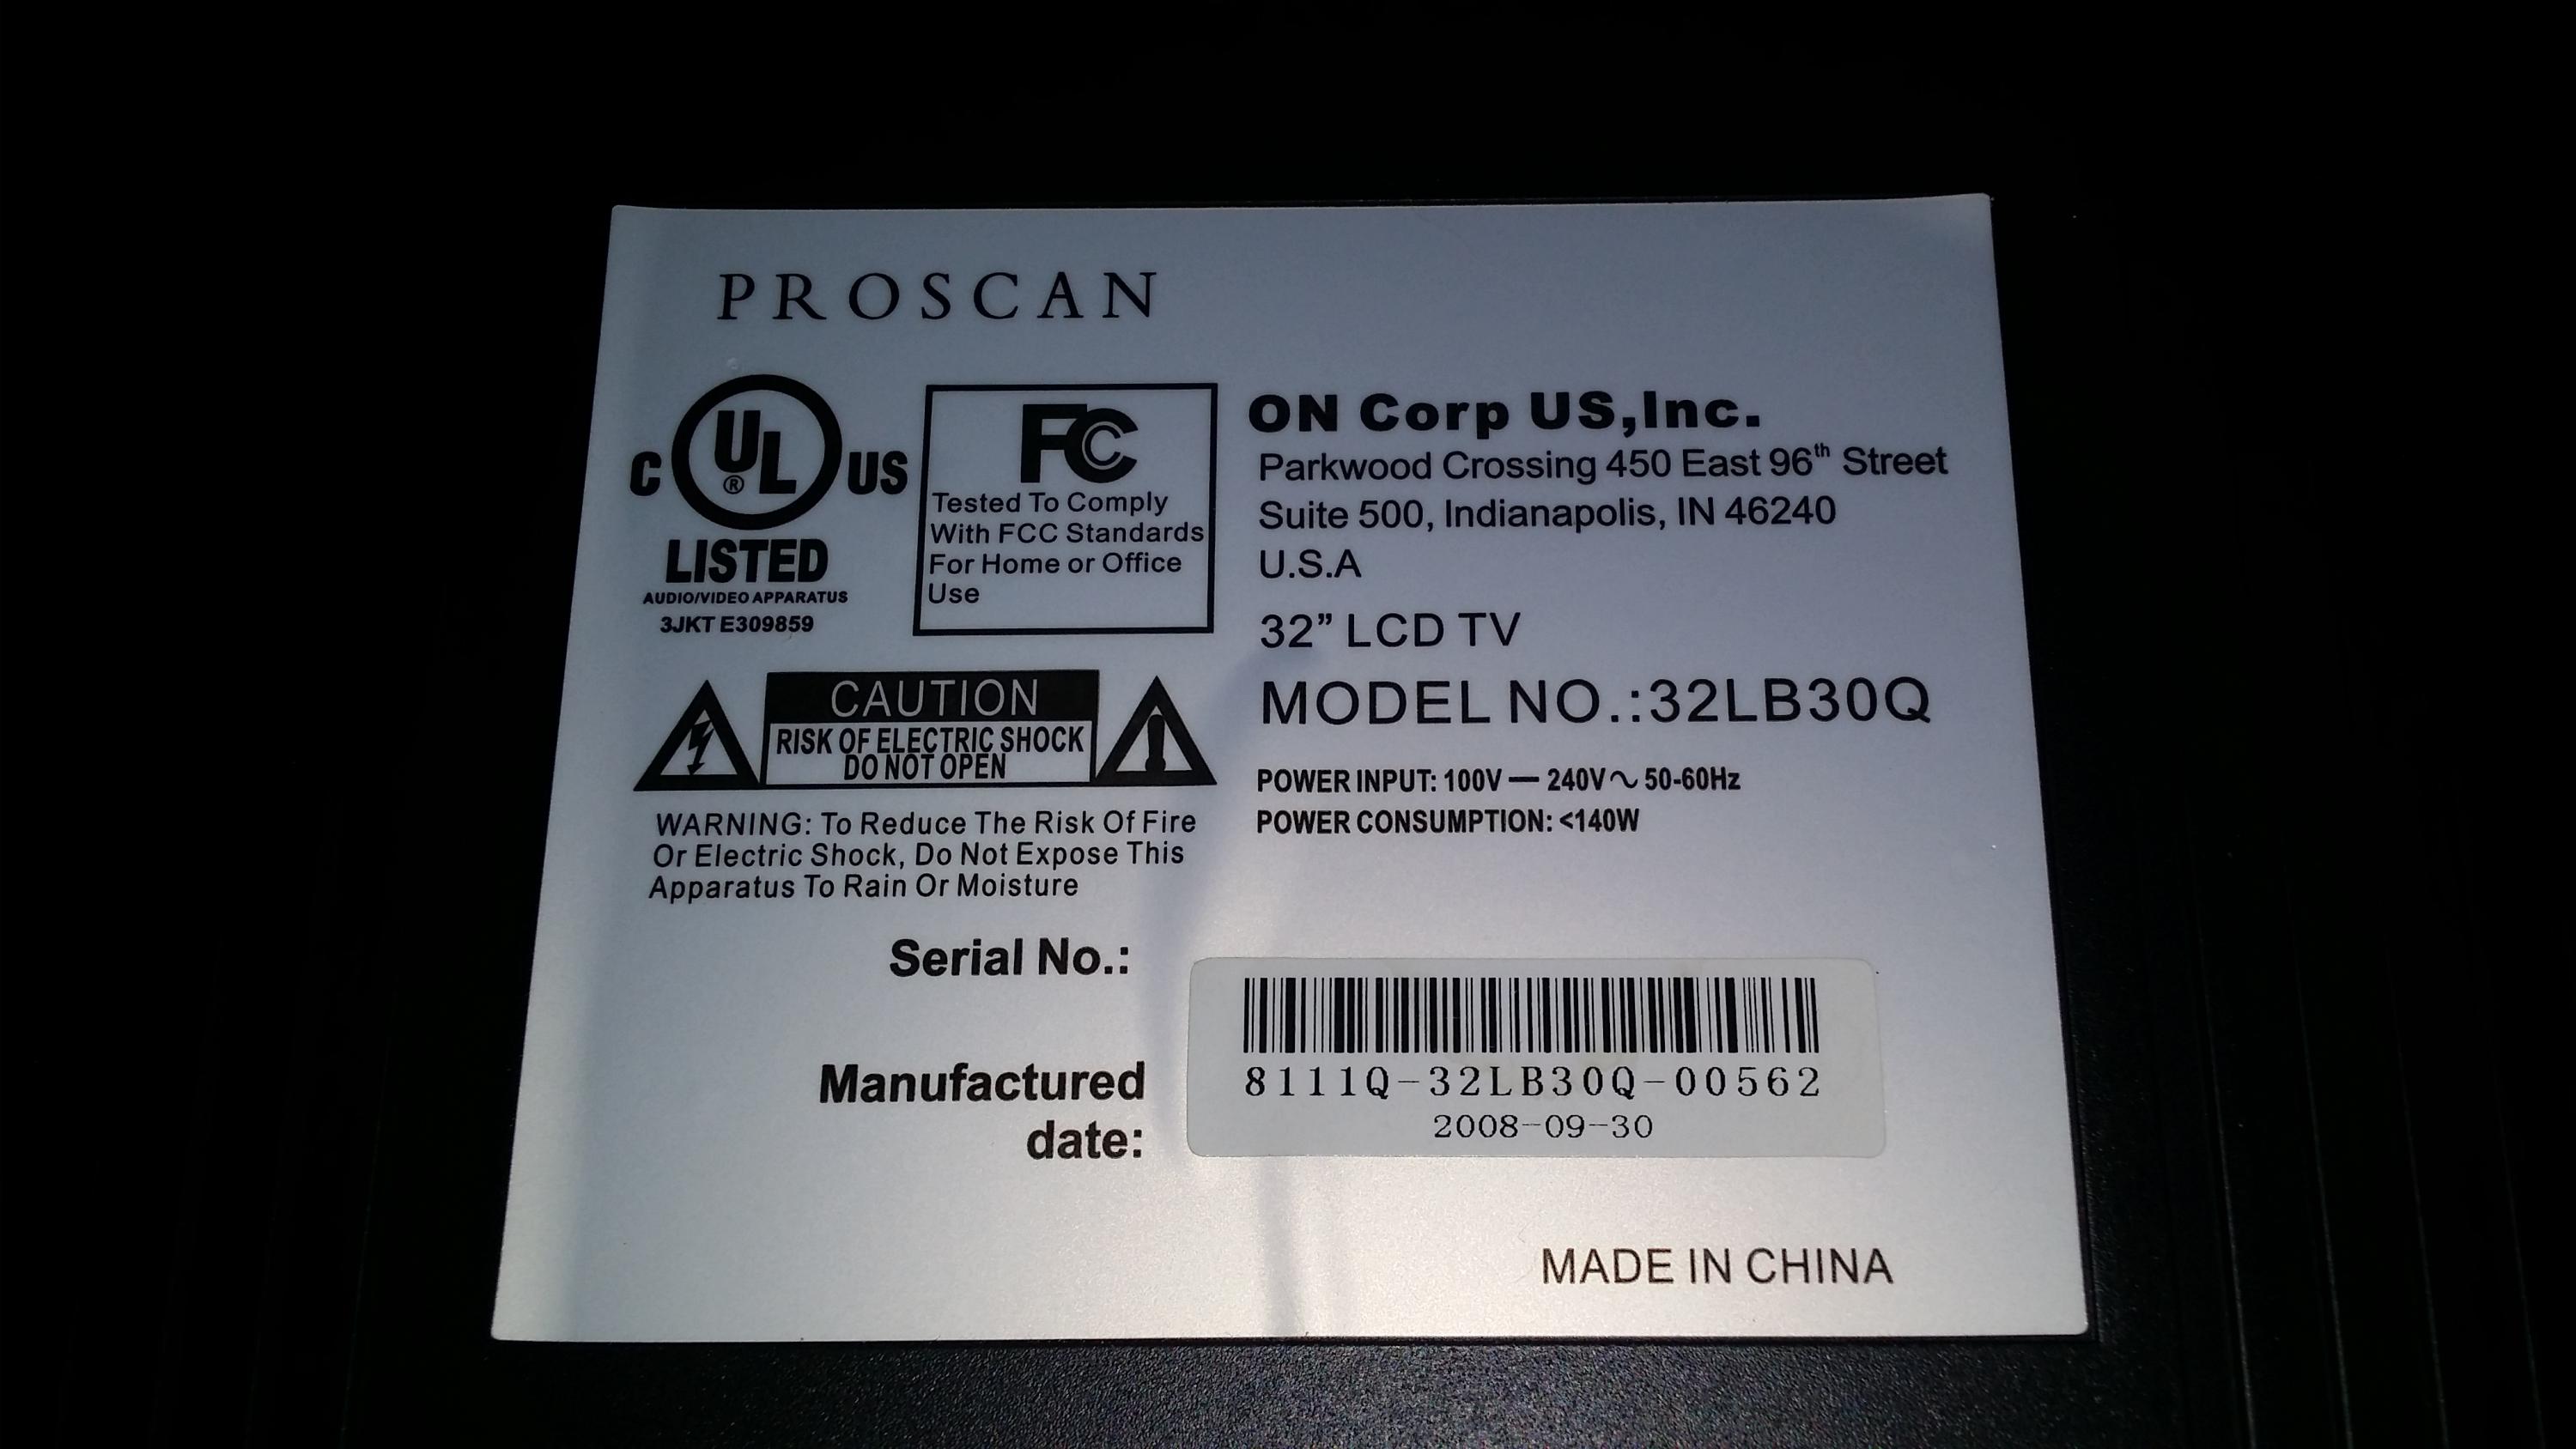 PROSCAN
C UL ® US
LISTED
AUDIO/VIDEO APPARATUS
3JKT E309859
FC
Tested To Comply
With FCC Standards
For Home or Office
Use
ON Corp US,Inc.
Parkwood Crossing 450 East 96th Street
Suite 500, Indianapolis, IN 46240
U.S.A
32” LCD TV
MODEL NO.:32LB30Q
POWER INPUT: 100V — 240V∿ 50-60Hz
POWER CONSUMPTION: <140W
CAUTION
RISK OF ELECTRIC SHOCK
DO NOT OPEN
WARNING: To Reduce The Risk Of Fire
Or Electric Shock, Do Not Expose This
Apparatus To Rain Or Moisture
Serial No.:
8111Q-32LB30Q-00562
Manufactured
date:
2008-09-30
MADE IN CHINA